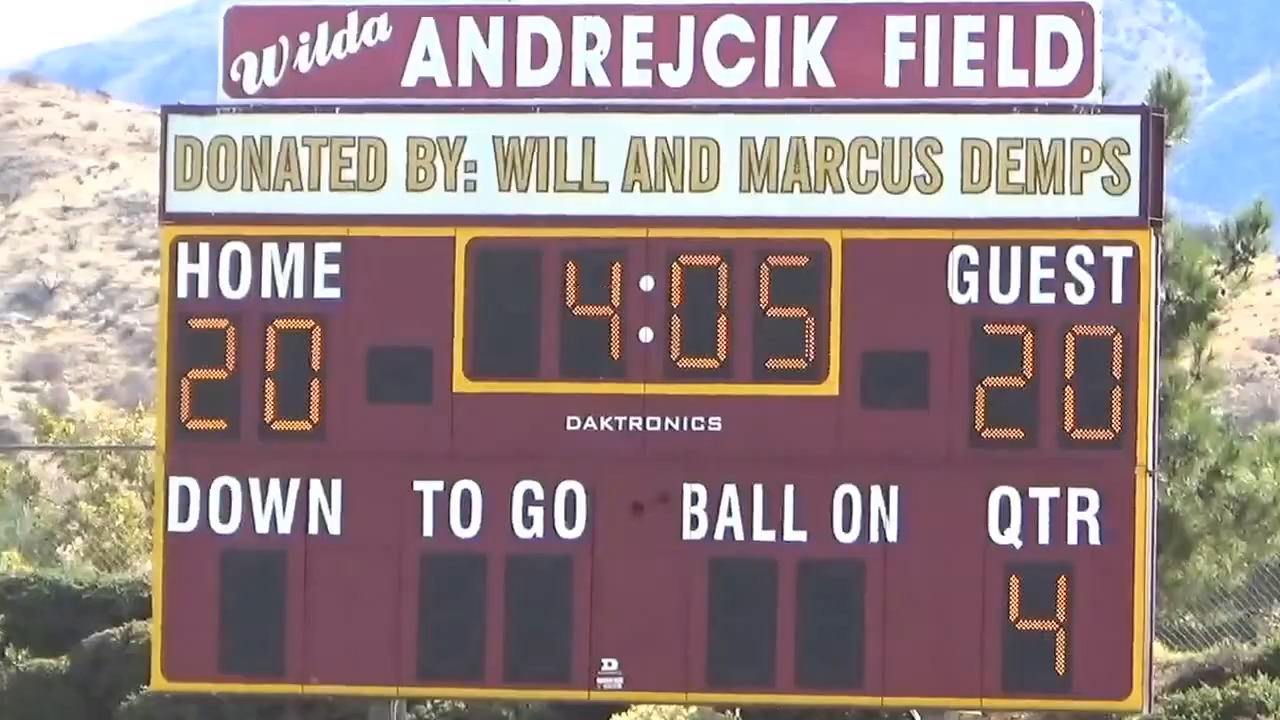 Wilda ANDREJCIK FIELD
DONATED BY: WILL AND MARCUS DEMPS
HOME 4:05 GUEST
20 20
DAKTRONICS
DOWN TO GO BALL ON QTR
4
D